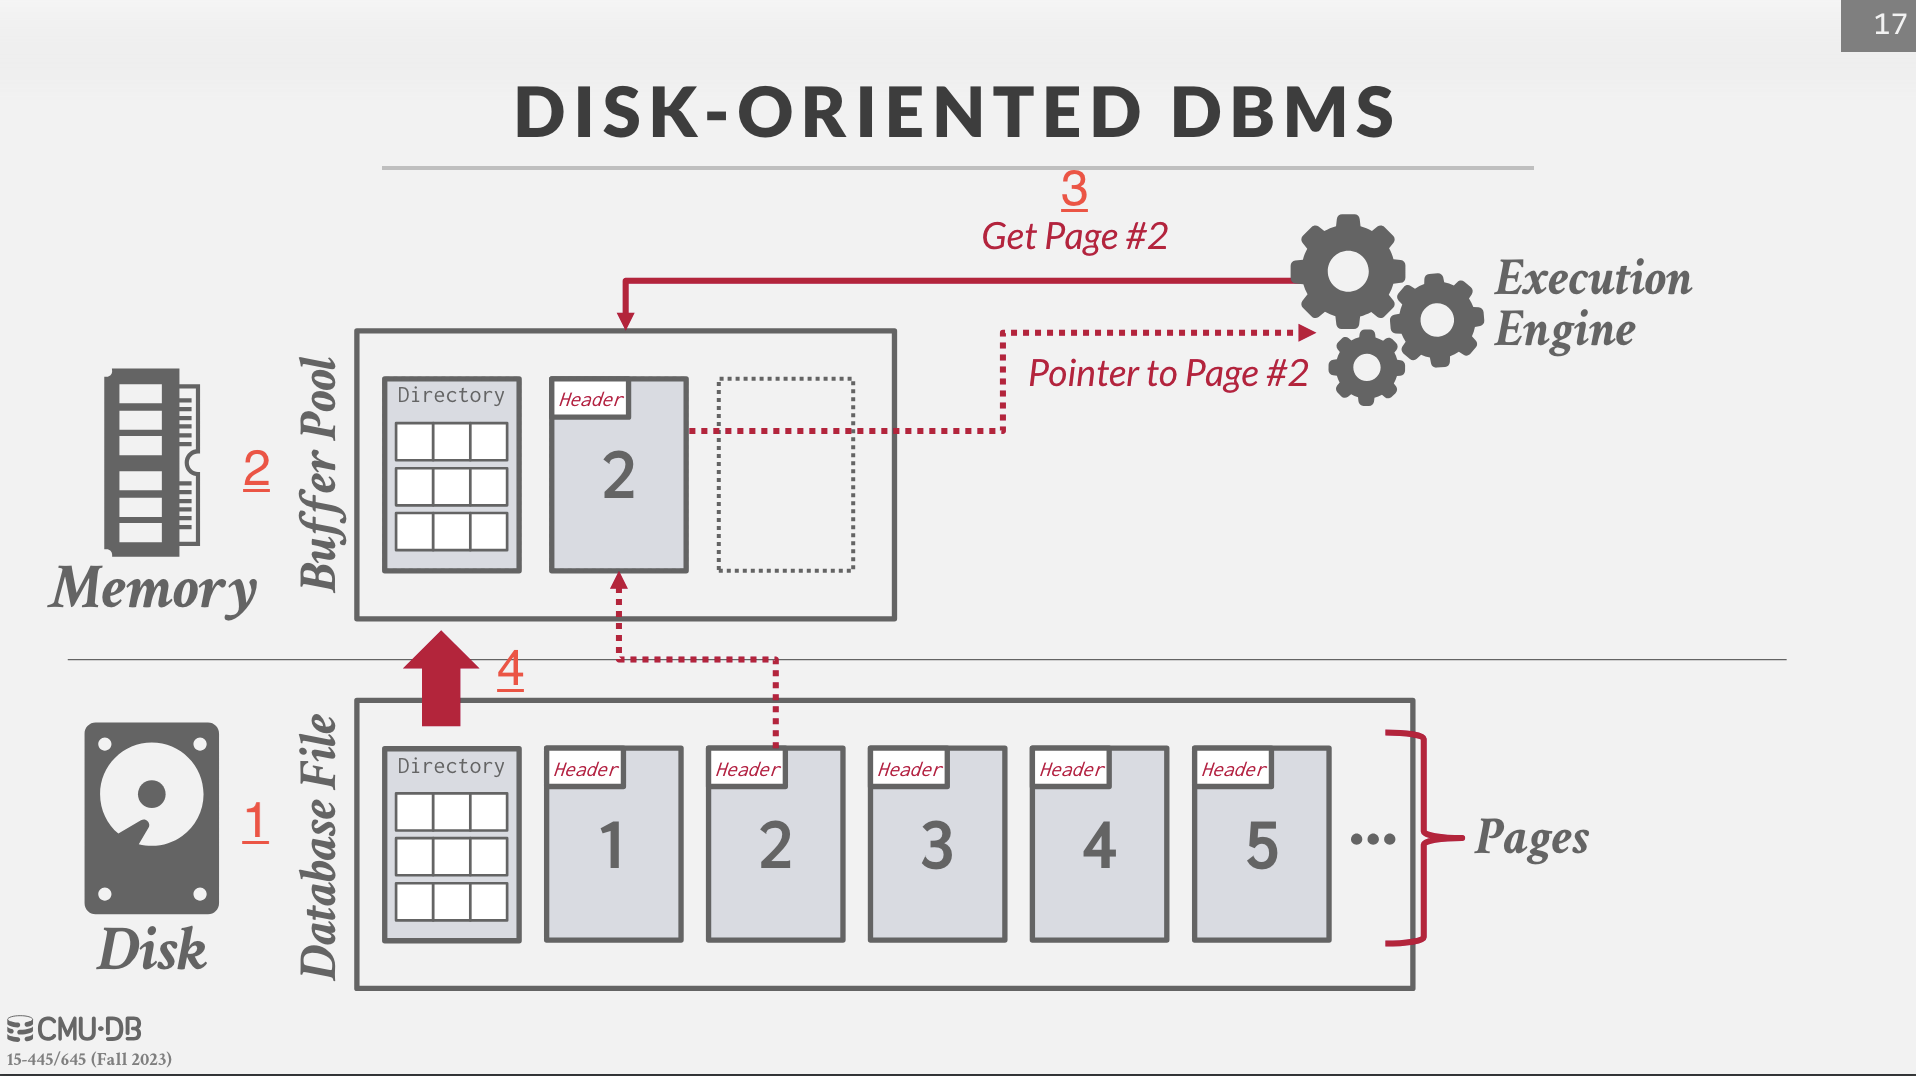 17
DISK-ORIENTED DBMS
3
Get Page #2
Execution
Engine
Pointer to Page #2
Buffer Pool
Directory
Header
2
2
Memory
4
Database File
Directory
Header
1
Header
2
Header
3
Header
4
Header
5
...
Pages
1
Disk
CMU·DB
15-445/645 (Fall 2023)